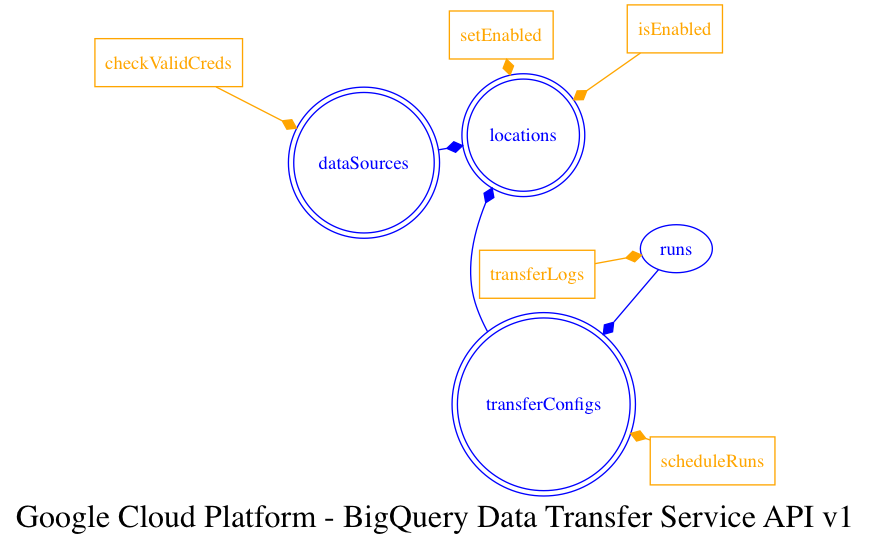 isEnabled
setEnabled
checkValidCreds
locations
dataSources
runs
transferLogs
transferConfigs
scheduleRuns
Google Cloud Platform - BigQuery Data Transfer Service API v1